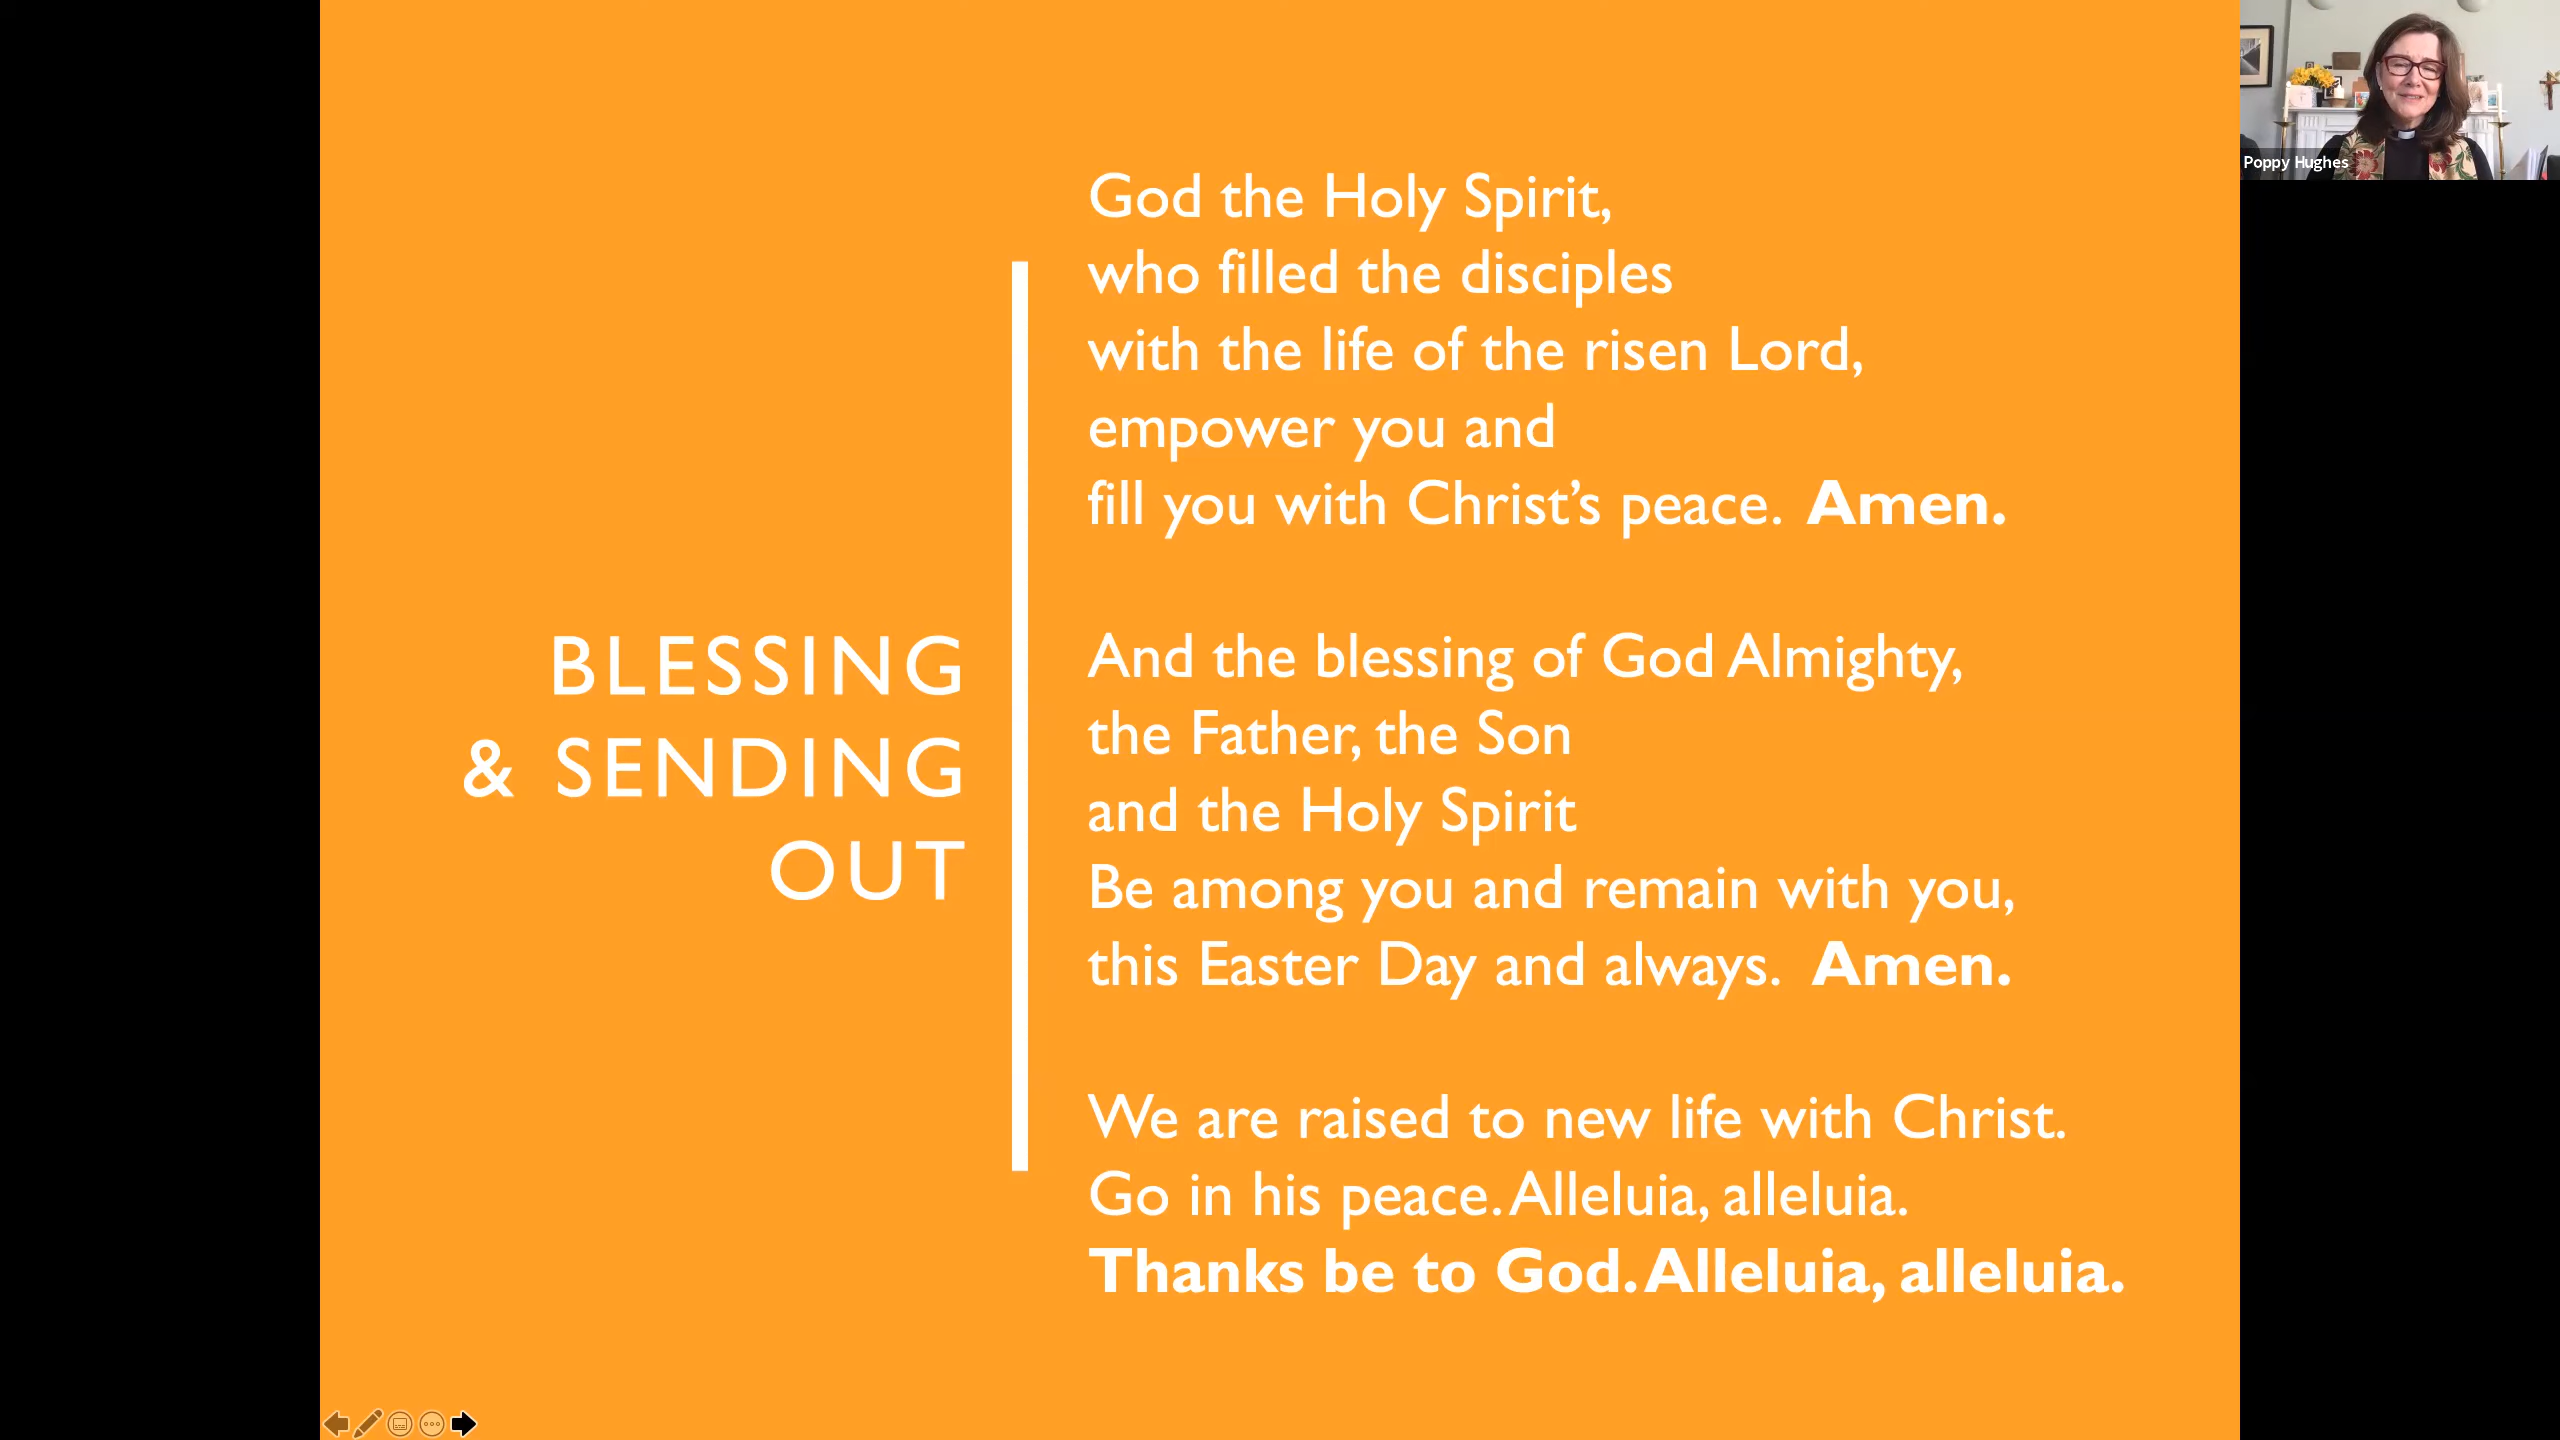 BLESSING
& SENDING
OUT
God the Holy Spirit,
who filled the disciples
with the life of the risen Lord,
empower you and
fill you with Christ’s peace. Amen.
And the blessing of God Almighty,
the Father, the Son
and the Holy Spirit
Be among you and remain with you,
this Easter Day and always. Amen.
We are raised to new life with Christ.
Go in his peace. Alleluia, alleluia.
Thanks be to God. Alleluia, alleluia.
Poppy Hughes